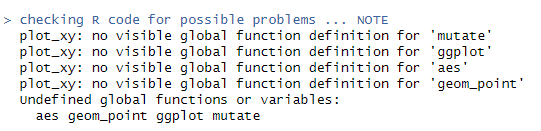 > checking R code for possible problems ... NOTE
plot_xy: no visible global function definition for 'mutate'
plot_xy: no visible global function definition for 'ggplot'
plot_xy: no visible global function definition for 'aes'
plot_xy: no visible global function definition for 'geom_point'
Undefined global functions or variables:
aes geom_point ggplot mutate